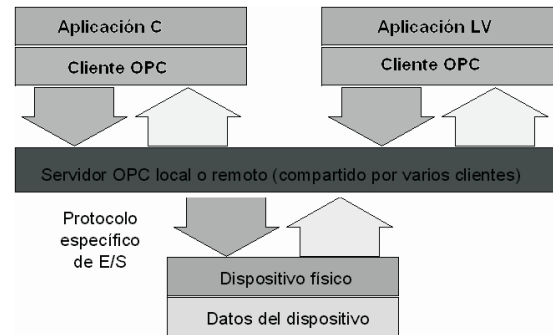 Aplicación C
Cliente OPC
Aplicación LV
Cliente OPC
Servidor OPC local o remoto (compartido por varios clientes)
Protocolo
específico
de E/S
Dispositivo físico
Datos del dispositivo